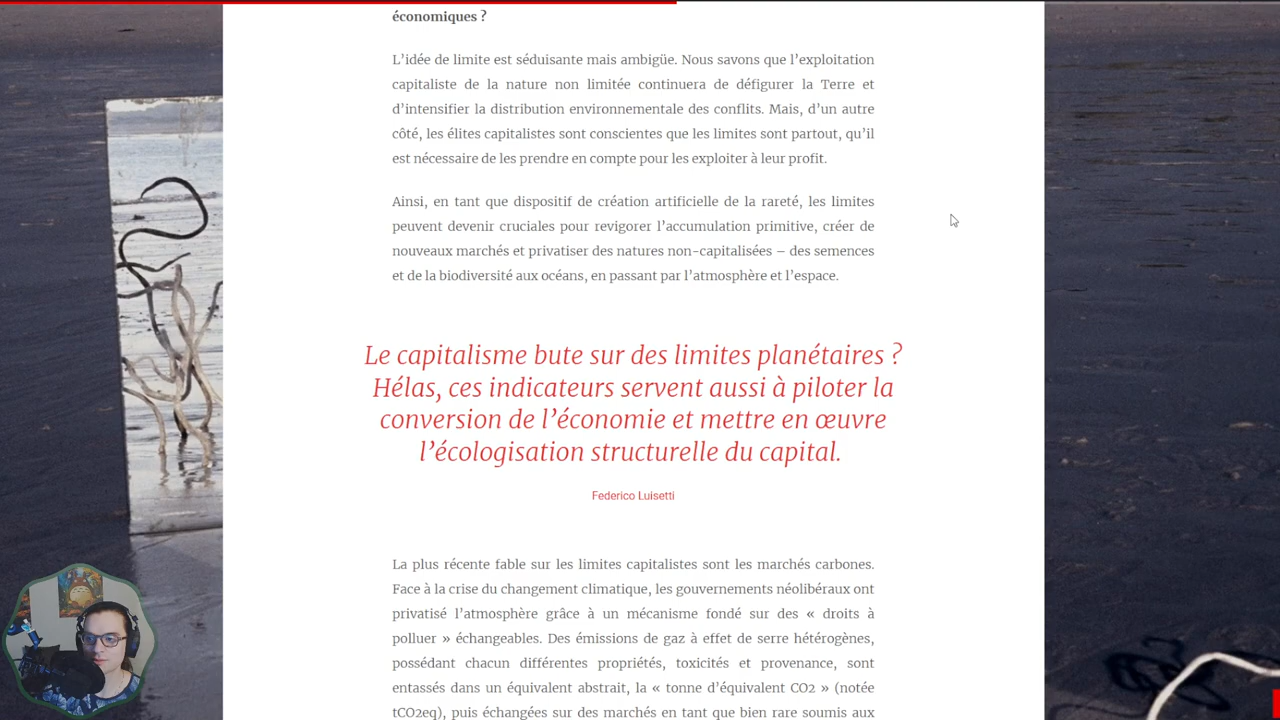 économiques ?
L’idée de limite est séduisante mais ambigüe. Nous savons que l’exploitation
capitaliste de la nature non limitée continuera de défigurer la Terre et
d’intensifier la distribution environnementale des conflits. Mais, d’un autre
côté, les élites capitalistes sont conscientes que les limites sont partout, qu’il
est nécessaire de les prendre en compte pour les exploiter à leur profit.
Ainsi, en tant que dispositif de création artificielle de la rareté, les limites
peuvent devenir cruciales pour revigorer l’accumulation primitive, créer de
nouveaux marchés et privatiser des natures non-capitalisées – des semences
et de la biodiversité aux océans, en passant par l’atmosphère et l’espace.
Le capitalisme bute sur des limites planétaires ?
Hélas, ces indicateurs servent aussi à piloter la
conversion de l’économie et mettre en œuvre
l’écologisation structurelle du capital.
Federico Luisetti
La plus récente fable sur les limites capitalistes sont les marchés carbones.
Face à la crise du changement climatique, les gouvernements néolibéraux ont
privatisé l’atmosphère grâce à un mécanisme fondé sur des « droits à
polluer » échangeables. Des émissions de gaz à effet de serre hétérogènes,
possédant chacun différentes propriétés, toxicités et provenance, sont
entassés dans un équivalent abstrait, la « tonne d’équivalent CO2 » (notée
tCO2eq), puis échangées sur des marchés en tant que bien rare soumis aux